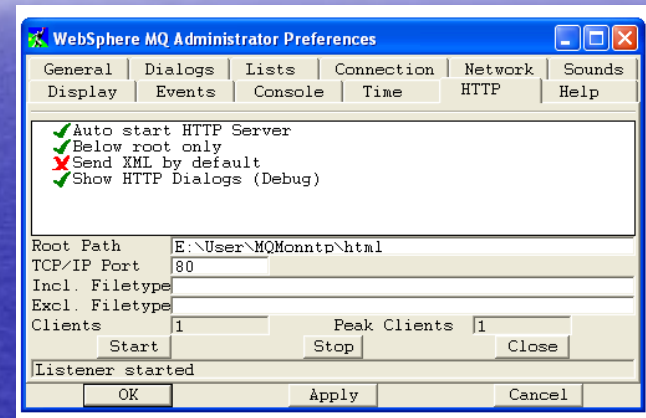 WebSphere MQ Administrator Preferences
General Dialogs Lists Connection Network Sounds
Display Events Console Time HTTP Help
Auto start HTTP Server
Below root only
Send XML by default
Show HTTP Dialogs (Debug)
Root Path E:\User\MQMonntp\html
TCP/IP Port 80
Incl. Filetype
Excl. Filetype
Clients 1 Peak Clients 1
Start Stop Close
Listener started
OK Apply Cancel